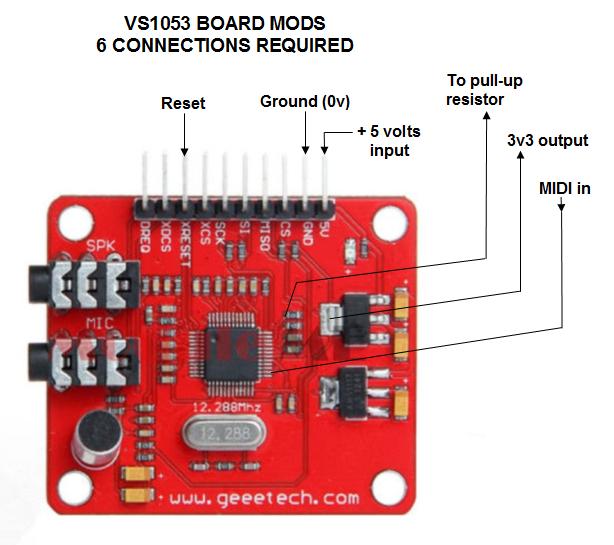 VS1053 BOARD MODS
6 CONNECTIONS REQUIRED
To pull-up
resistor
Reset
Ground (0v)
+ 5 volts
input
3v3 output
MIDI in
DREQ
XDCS
XRESET
XCS
SCK
SI
MISO
CS
GND
5V
SPK
MIC
12.288Mhz
12.288
www.geeetech.com